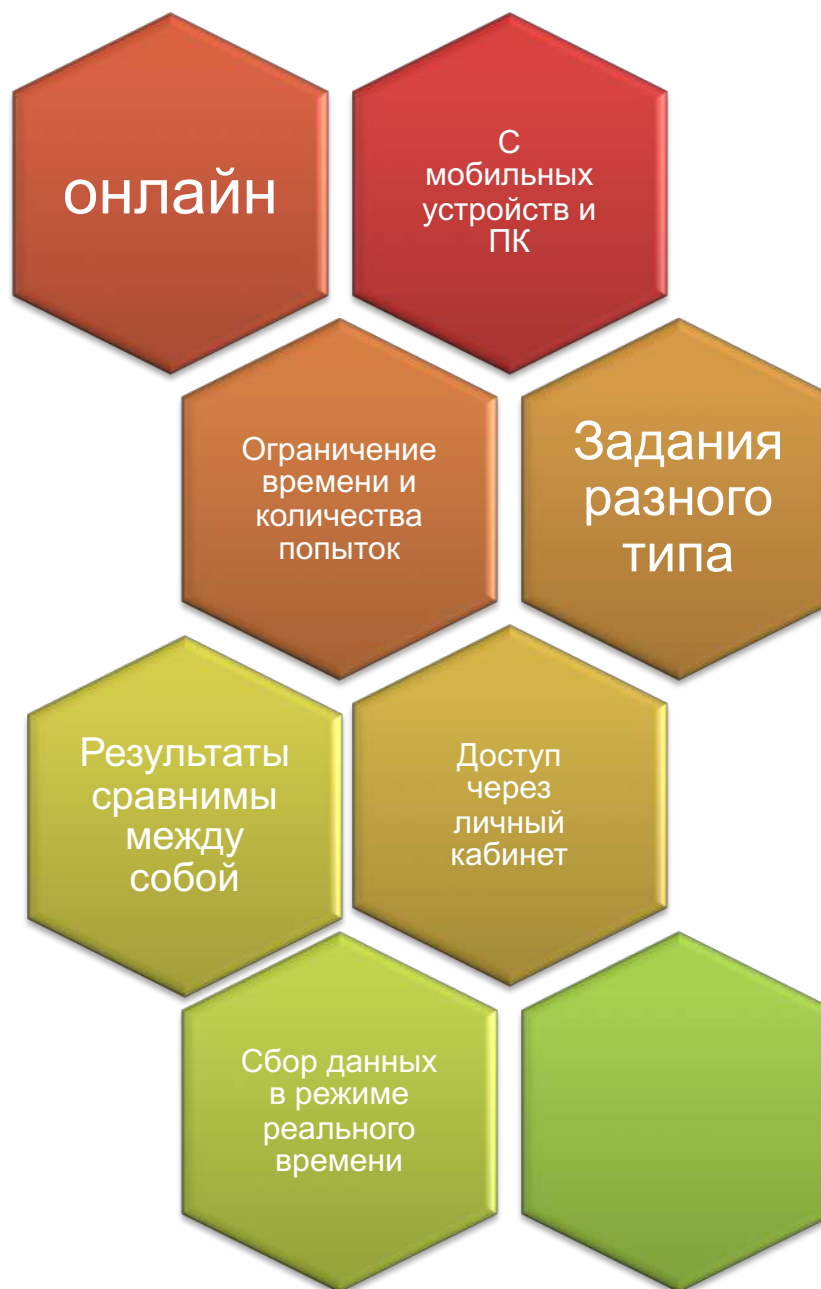 онлайн
С
мобильных
устройств и
ПК
Ограничение
времени и
количества
попыток
Задания
разного
типа
Результаты
сравнимы
между
собой
Доступ
через
личный
кабинет
Сбор данных
в режиме
реального
времени